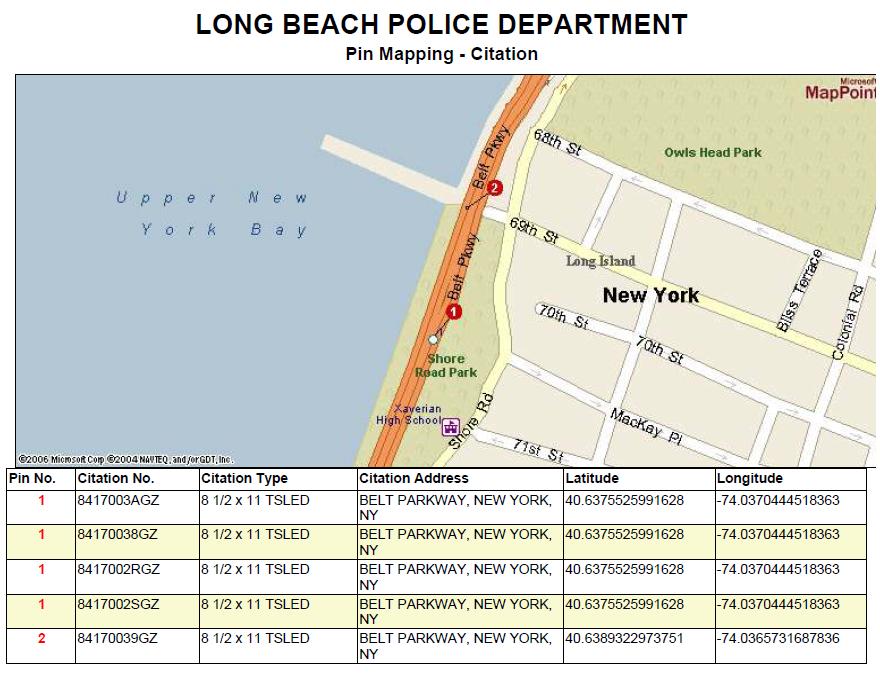 LONG BEACH POLICE DEPARTMENT
Pin Mapping - Citation
Microsoft
MapPoint
68th St
Owls Head Park
Belt Pkwy
2
Upper New
York Bay
69th St
Long Island
Belt Pkwy
New York
Bliss Terrace
Colonial Rd
1
70th St
70th St
Shore
Road Park
Xaverian
High School
Shore Rd
MacKay Pl
71st St
©2006 Microsoft Corp ©2004 NAVTEQ, and/or GDT, Inc.
Pin No. Citation No. Citation Type Citation Address Latitude Longitude
1 8417003AGZ 8 1/2 x 11 TSLED BELT PARKWAY, NEW YORK, 40.6375525991628 -74.0370444518363
NY
1 84170038GZ 8 1/2 x 11 TSLED BELT PARKWAY, NEW YORK, 40.6375525991628 -74.0370444518363
NY
1 8417002RGZ 8 1/2 x 11 TSLED BELT PARKWAY, NEW YORK, 40.6375525991628 -74.0370444518363
NY
1 8417002SGZ 8 1/2 x 11 TSLED BELT PARKWAY, NEW YORK, 40.6375525991628 -74.0370444518363
NY
2 84170039GZ 8 1/2 x 11 TSLED BELT PARKWAY, NEW YORK, 40.6389322973751 -74.0365731687836
NY